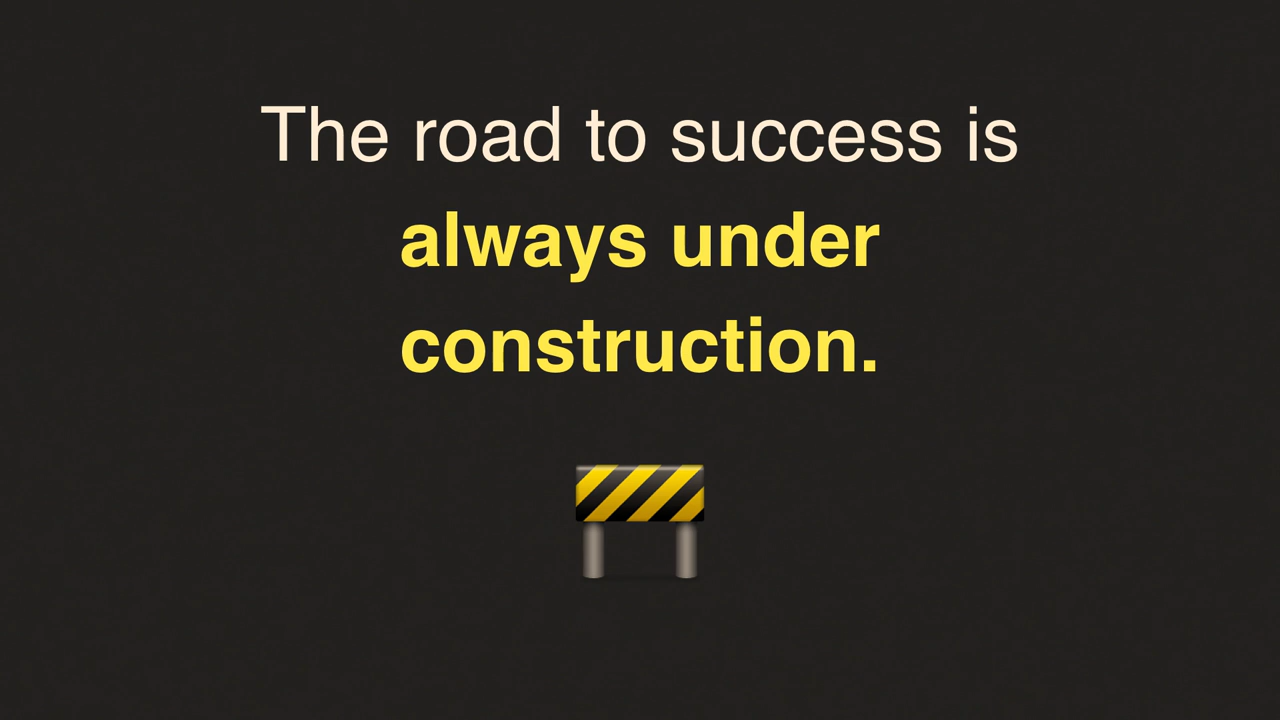 The road to success is
always under
construction.